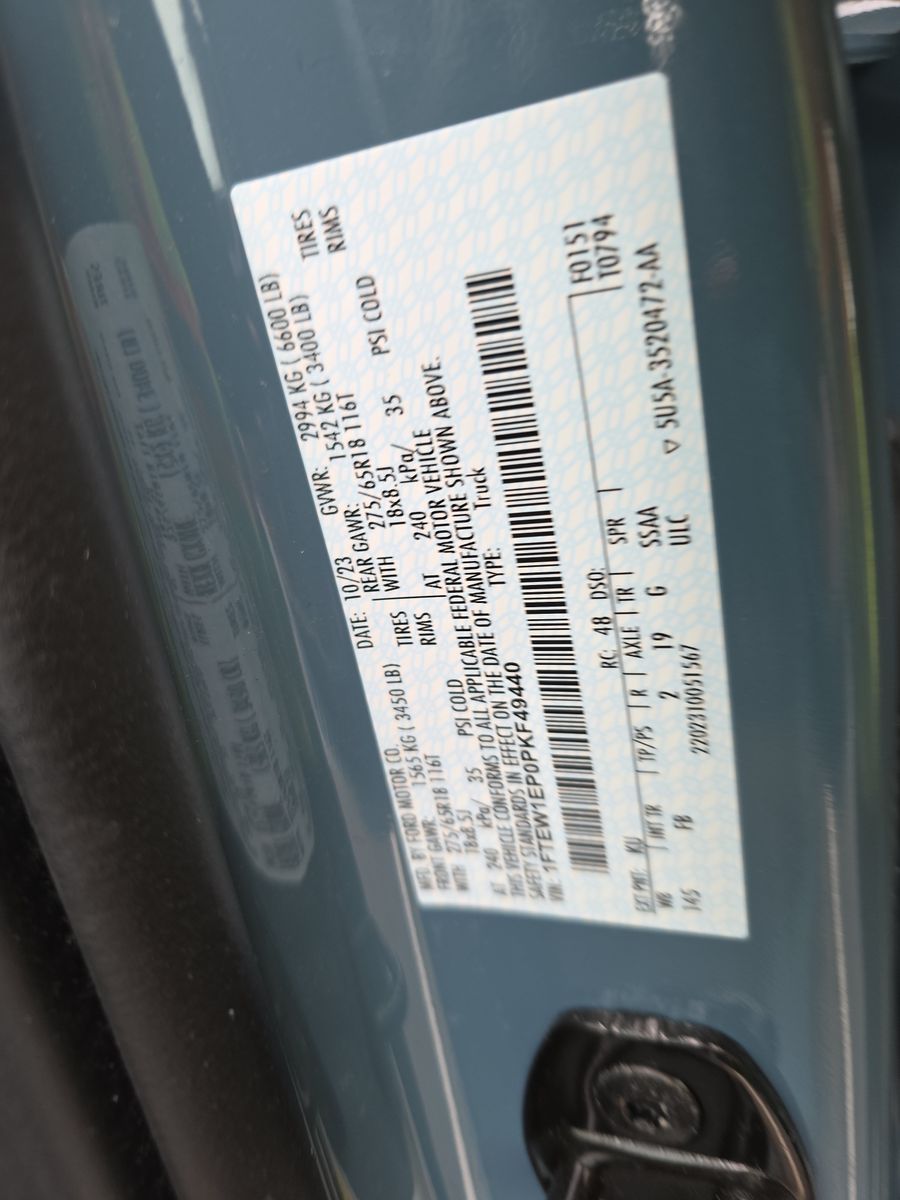 MFD. BY FORD MOTOR CO. DATE: 10/23 GVWR: 2994 KG ( 6600 LB)
FRONT GAWR: 1565 KG ( 3450 LB) REAR GAWR: 1542 KG ( 3400 LB)
WITH 275/65R18 116T TIRES WITH 275/65R18 116T TIRES
18x8.5J RIMS 18x8.5J RIMS
AT 240 kPa/ 35 PSI COLD AT 240 kPa/ 35 PSI COLD
THIS VEHICLE CONFORMS TO ALL APPLICABLE FEDERAL MOTOR VEHICLE
SAFETY STANDARDS IN EFFECT ON THE DATE OF MANUFACTURE SHOWN ABOVE.
VIN: 1FTEW1EP0PKF49440 TYPE: Truck
F0151
T0794
EXT PNT: KU RC: 48 DSO:
WB INT TR TP/PS R AXLE TR SPR
145 FB 2 19 G SSAA
220231005156​7 ULC
5U5A-3520472-AA